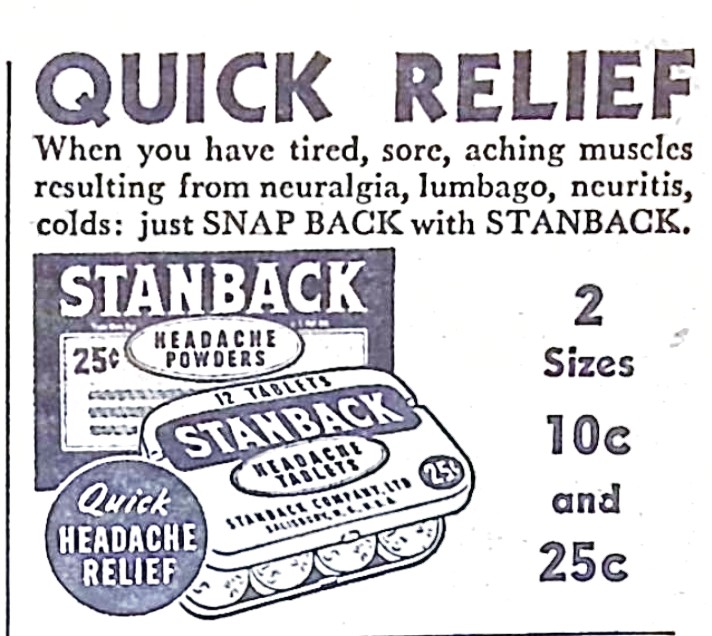 QUICK RELIEF
When you have tired, sore, aching muscles
resulting from neuralgia, lumbago, neuritis,
colds: just SNAP BACK with STANBACK.
STANBACK
HEADACHE
POWDERS
25¢
12 TABLETS
STANBACK
HEADACHE
TABLETS
25¢
STANBACK COMPANY, LTD
SALISBURY, N.C. U.S.A
Quick
HEADACHE
RELIEF
2
Sizes
10c
and
25c